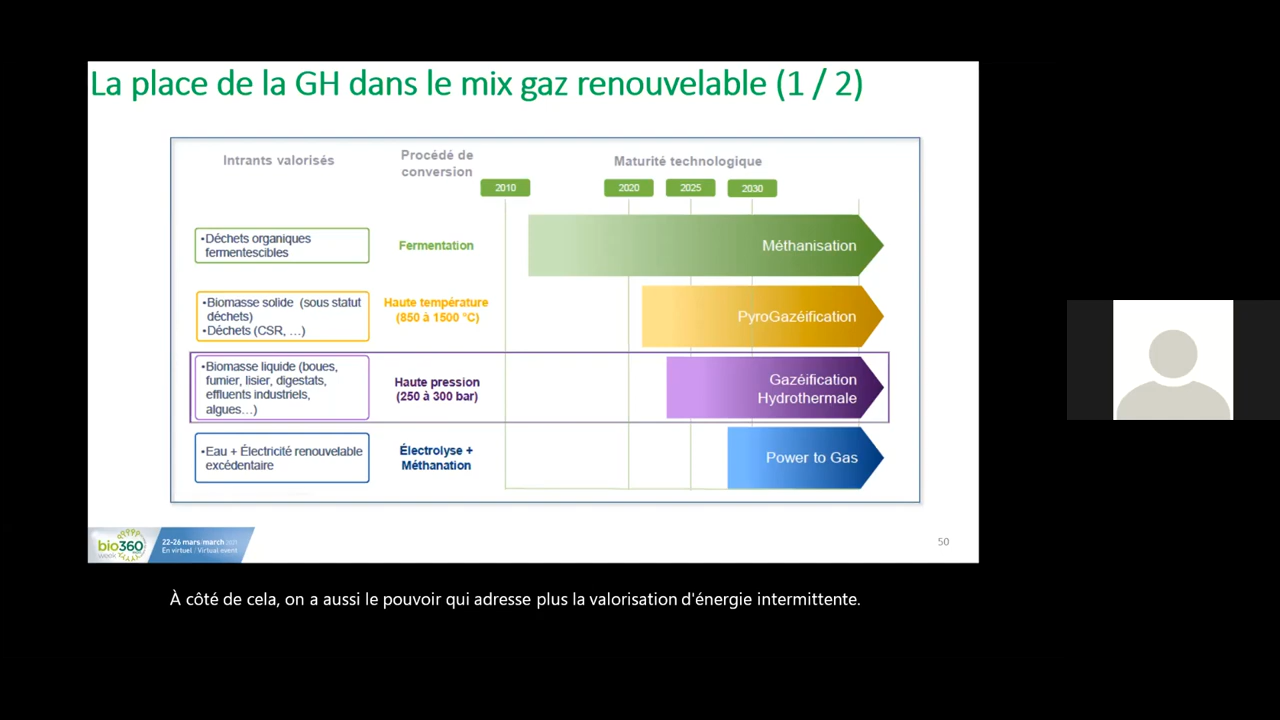 La place de la GH dans le mix gaz renouvelable (1 / 2)
Intrants valorisés
Procédé de
conversion
Maturité technologique
2010
2020
2025
2030
•Déchets organiques
fermentescibles
Fermentation
Méthanisation
•Biomasse solide (sous statut
déchets)
•Déchets (CSR, ...)
Haute température
(850 à 1500 °C)
PyroGazéification
•Biomasse liquide (boues,
fumier, lisier, digestats,
effluents industriels,
algues...)
Haute pression
(250 à 300 bar)
Gazéification
Hydrothermale
•Eau + Électricité renouvelable
excédentaire
Électrolyse +
Méthanation
Power to Gas
bio360
week
22-26 mars/march 2021
En virtuel / Virtual event
50
À côté de cela, on a aussi le pouvoir qui adresse plus la valorisation d'énergie intermittente.